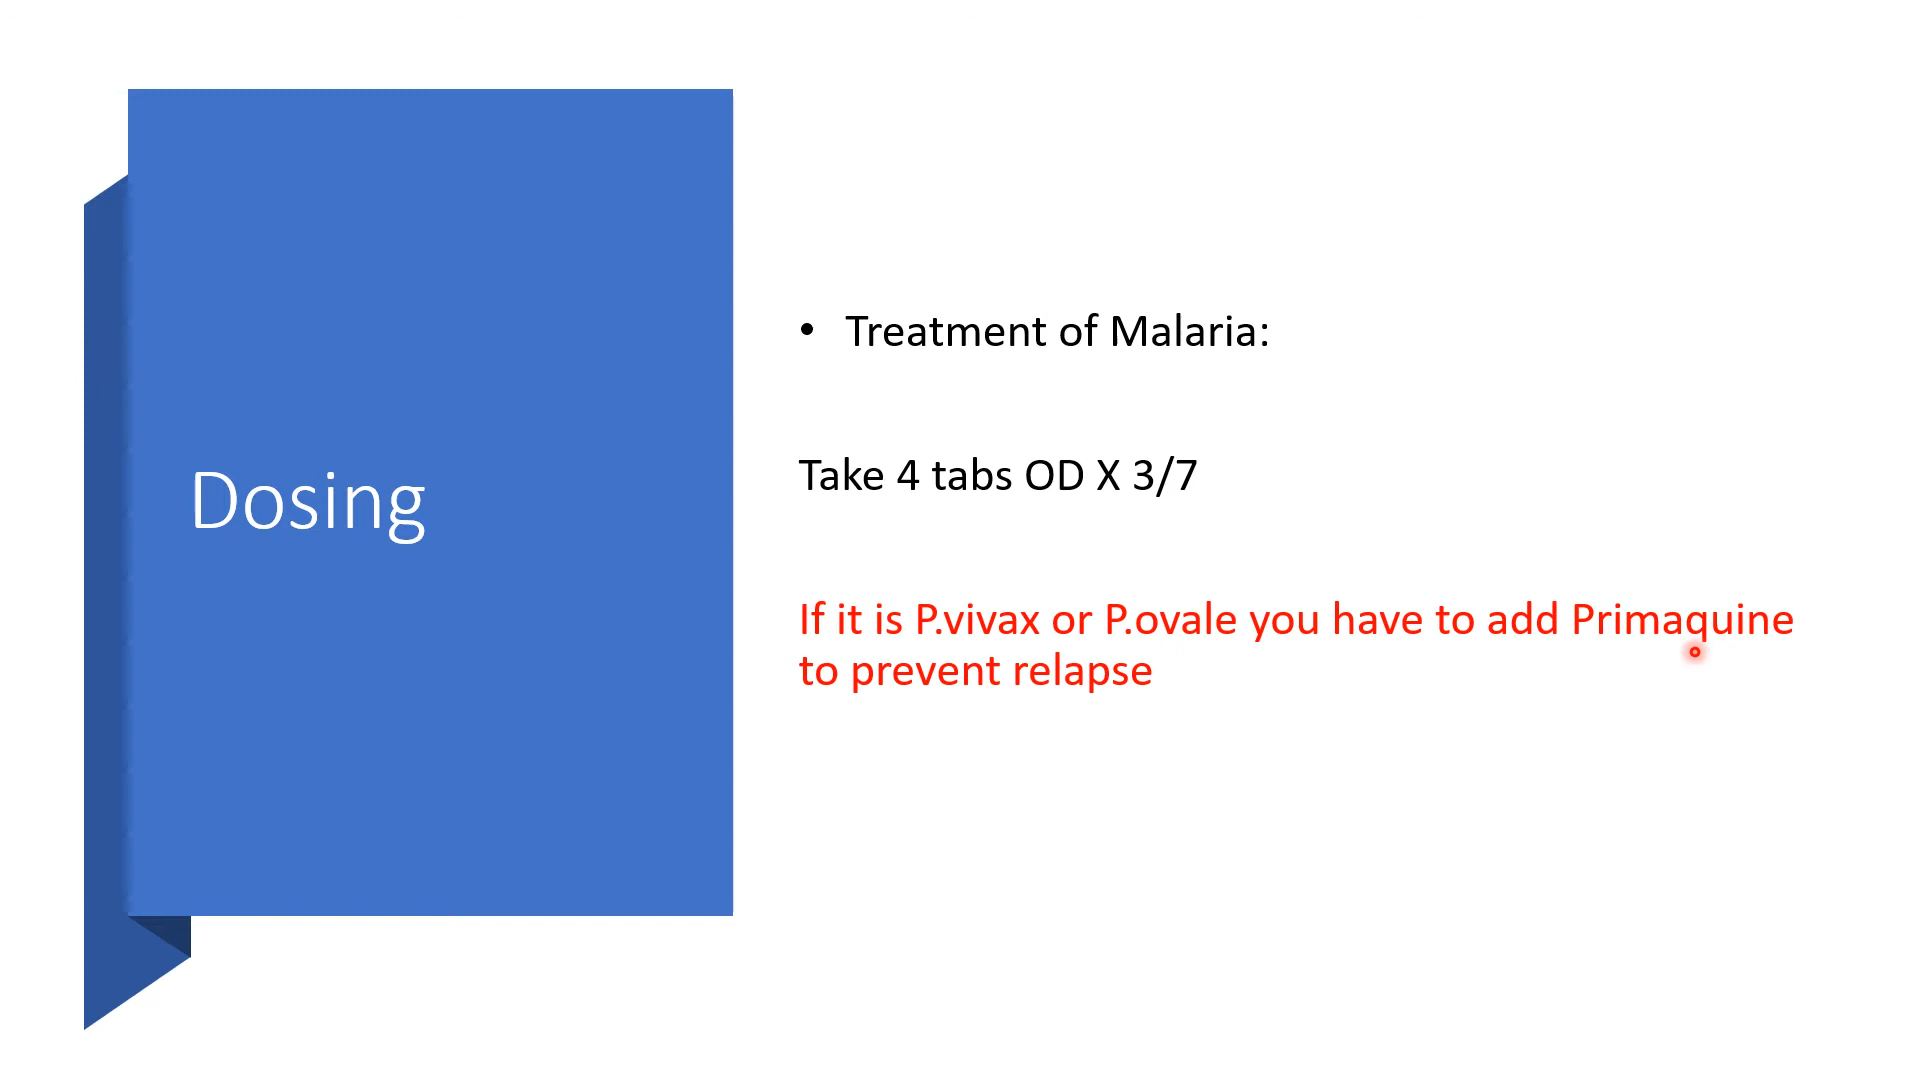 Dosing
• Treatment of Malaria:
Take 4 tabs OD X 3/7
If it is P.vivax or P.ovale you have to add Primaquine
to prevent relapse